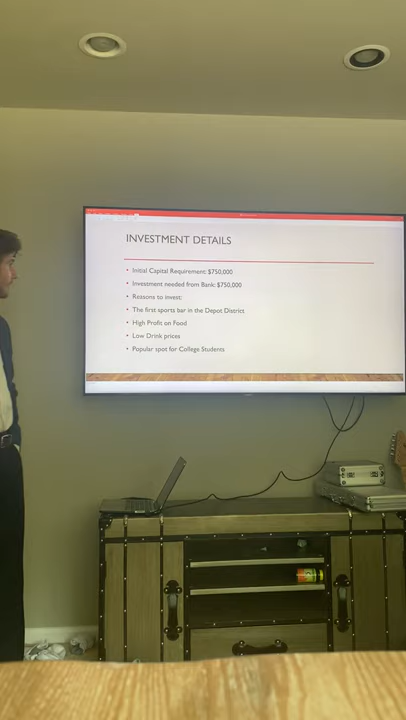 INVESTMENT DETAILS
• Initial Capital Requirement: $750,000
• Investment needed from Bank: $750,000
• Reasons to invest:
• The first sports bar in the Depot District
• High Profit on Food
• Low Drink prices
• Popular spot for College Students